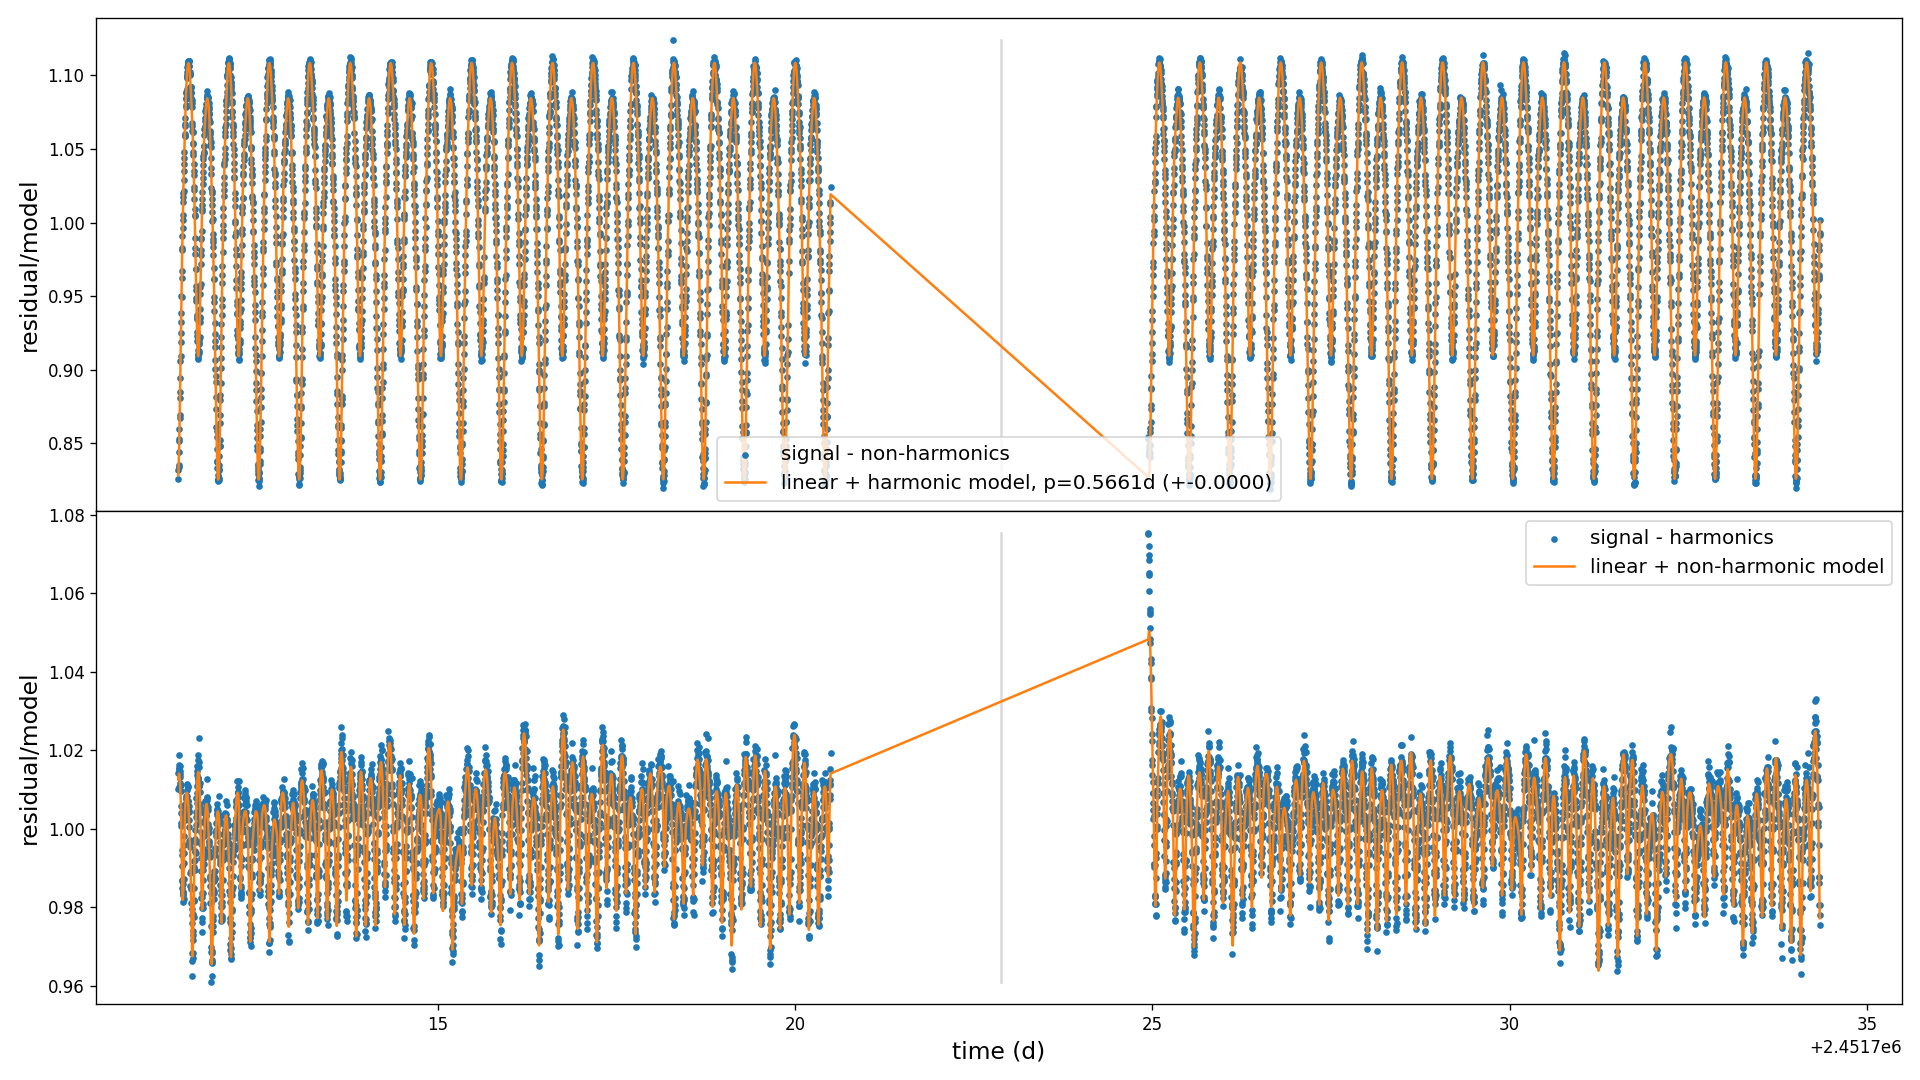 residual/model
1.10
1.05
1.00
0.95
0.90
0.85
signal - non-harmonics
linear + harmonic model, p=0.5661d (+-0.0000)
residual/model
1.08
1.06
1.04
1.02
1.00
0.98
0.96
signal - harmonics
linear + non-harmonic model
15 20 25 30 35
time (d)
+2.4517e6